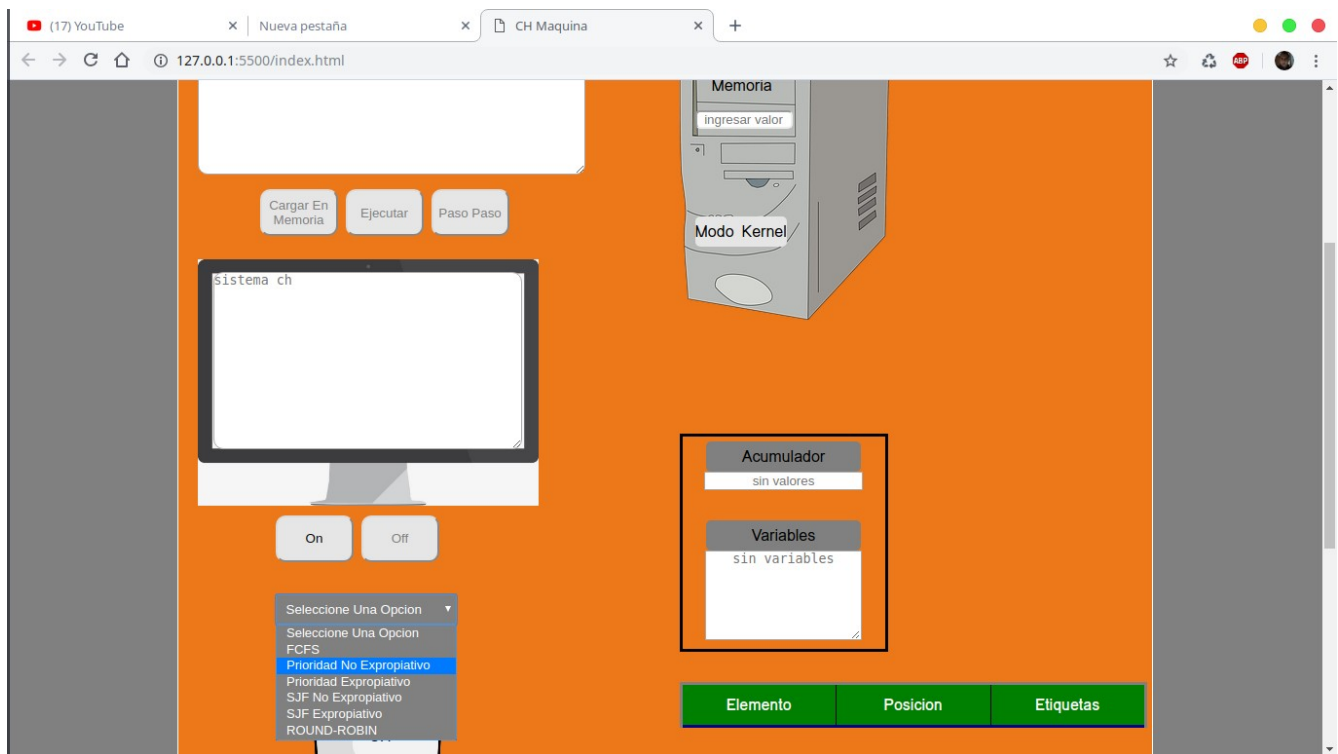 (17) YouTube
Nueva pestaña
CH Maquina
127.0.0.1:5500/index.html
ABP
Memoria
ingresar valor
Cargar En
Memoria
Ejecutar
Paso Paso
Modo Kernel
sistema ch
Acumulador
sin valores
On
Off
Variables
sin variables
Seleccione Una Opcion
Seleccione Una Opcion
FCFS
Prioridad No Expropiativo
Prioridad Expropiativo
SJF No Expropiativo
SJF Expropiativo
ROUND-ROBIN
Elemento
Posicion
Etiquetas